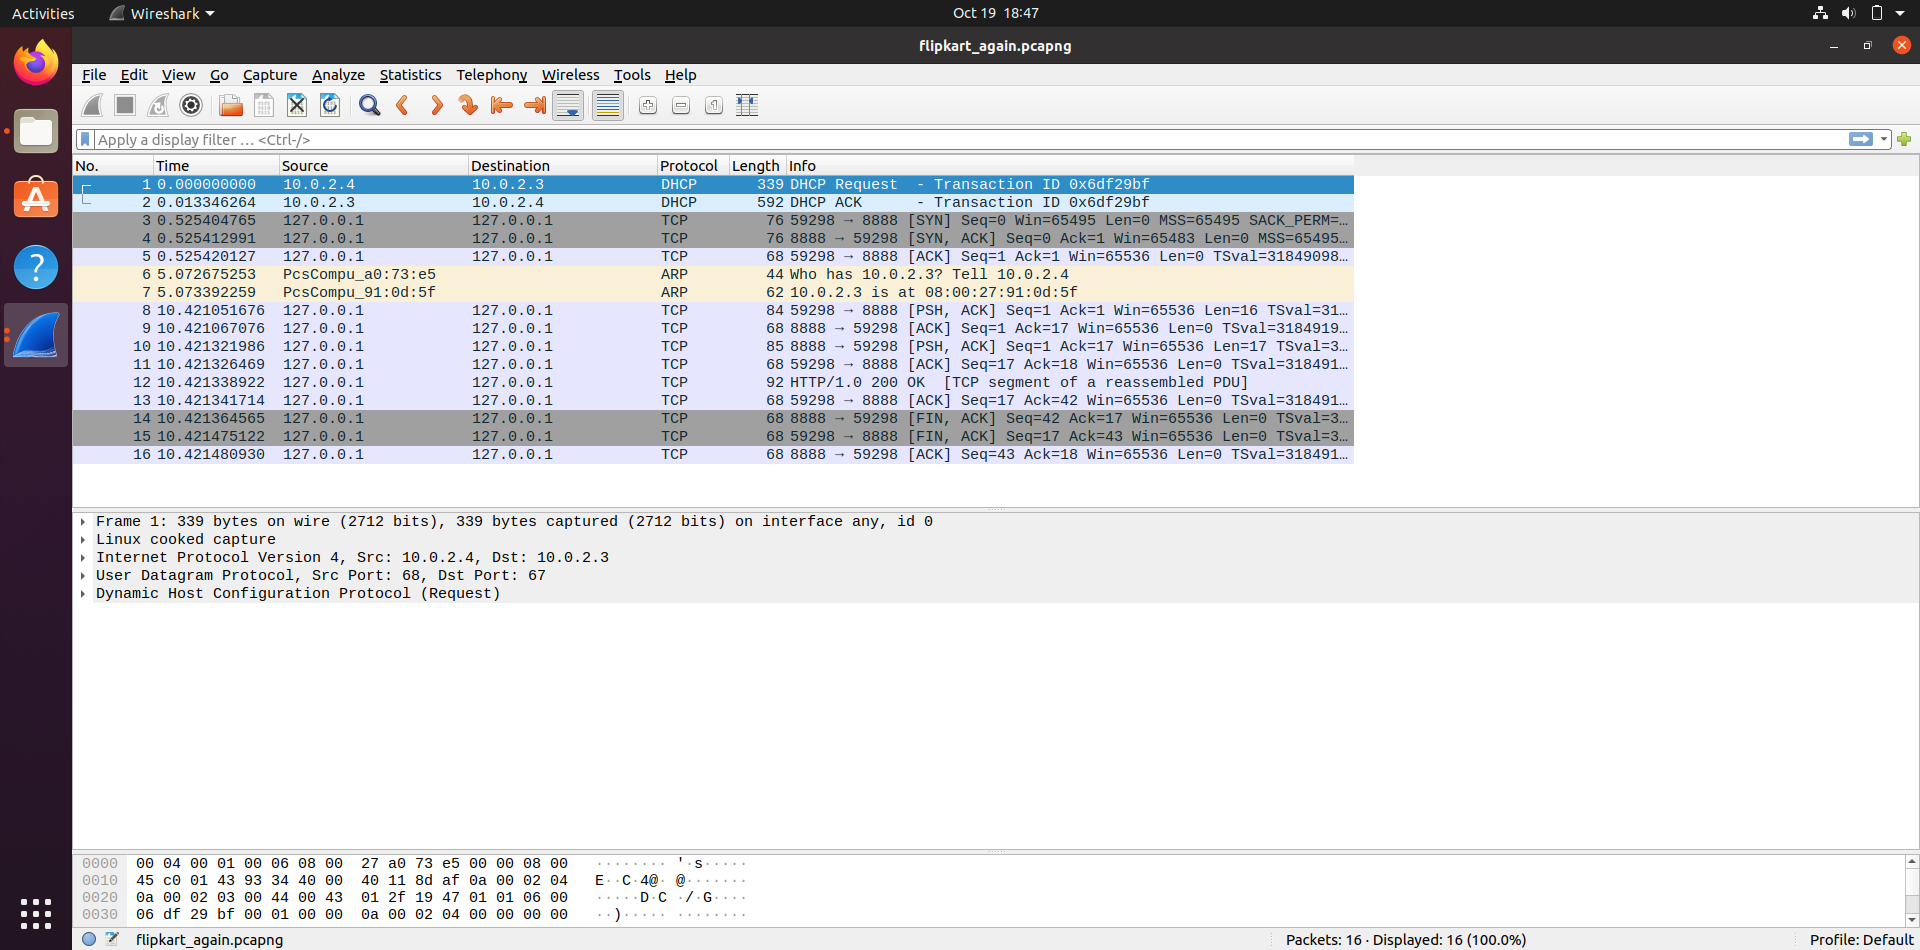 Activities Wireshark Oct 19 18:47
flipkart_again.pcapng
File Edit View Go Capture Analyze Statistics Telephony Wireless Tools Help
Apply a display filter … <Ctrl-/>
No. Time Source Destination Protocol Length Info
1 0.000000000 10.0.2.4 10.0.2.3 DHCP 339 DHCP Request - Transaction ID 0x6df29bf
2 0.013346264 10.0.2.3 10.0.2.4 DHCP 592 DHCP ACK - Transaction ID 0x6df29bf
3 0.525404765 127.0.0.1 127.0.0.1 TCP 76 59298 → 8888 [SYN] Seq=0 Win=65495 Len=0 MSS=65495 SACK_PERM=…
4 0.525412991 127.0.0.1 127.0.0.1 TCP 76 8888 → 59298 [SYN, ACK] Seq=0 Ack=1 Win=65483 Len=0 MSS=65495…
5 0.525420127 127.0.0.1 127.0.0.1 TCP 68 59298 → 8888 [ACK] Seq=1 Ack=1 Win=65536 Len=0 TSval=31849098…
6 5.072675253 PcsCompu_a0:73:e5 ARP 44 Who has 10.0.2.3? Tell 10.0.2.4
7 5.073392259 PcsCompu_91:0d:5f ARP 62 10.0.2.3 is at 08:00:27:91:0d:5f
8 10.421051676 127.0.0.1 127.0.0.1 TCP 84 59298 → 8888 [PSH, ACK] Seq=1 Ack=1 Win=65536 Len=16 TSval=31…
9 10.421067076 127.0.0.1 127.0.0.1 TCP 68 8888 → 59298 [ACK] Seq=1 Ack=17 Win=65536 Len=0 TSval=3184919…
10 10.421321986 127.0.0.1 127.0.0.1 TCP 85 8888 → 59298 [PSH, ACK] Seq=1 Ack=17 Win=65536 Len=17 TSval=3…
11 10.421326469 127.0.0.1 127.0.0.1 TCP 68 59298 → 8888 [ACK] Seq=17 Ack=18 Win=65536 Len=0 TSval=318491…
12 10.421338922 127.0.0.1 127.0.0.1 TCP 92 HTTP/1.0 200 OK [TCP segment of a reassembled PDU]
13 10.421341714 127.0.0.1 127.0.0.1 TCP 68 59298 → 8888 [ACK] Seq=17 Ack=42 Win=65536 Len=0 TSval=318491…
14 10.421364565 127.0.0.1 127.0.0.1 TCP 68 8888 → 59298 [FIN, ACK] Seq=42 Ack=17 Win=65536 Len=0 TSval=3…
15 10.421475122 127.0.0.1 127.0.0.1 TCP 68 59298 → 8888 [FIN, ACK] Seq=17 Ack=43 Win=65536 Len=0 TSval=3…
16 10.421480930 127.0.0.1 127.0.0.1 TCP 68 8888 → 59298 [ACK] Seq=43 Ack=18 Win=65536 Len=0 TSval=318491…
Frame 1: 339 bytes on wire (2712 bits), 339 bytes captured (2712 bits) on interface any, id 0
Linux cooked capture
Internet Protocol Version 4, Src: 10.0.2.4, Dst: 10.0.2.3
User Datagram Protocol, Src Port: 68, Dst Port: 67
Dynamic Host Configuration Protocol (Request)
0000 00 04 00 01 00 06 08 00 27 a0 73 e5 00 00 08 00 ········ '·s·····
0010 45 c0 01 43 93 34 40 00 40 11 8d af 0a 00 02 04 E··C·4@· @·······
0020 0a 00 02 03 00 44 00 43 01 2f 19 47 01 01 06 00 ·····D·C ·/·G····
0030 06 df 29 bf 00 01 00 00 0a 00 02 04 00 00 00 00 ··)····· ········
flipkart_again.pcapng Packets: 16 · Displayed: 16 (100.0%) Profile: Default